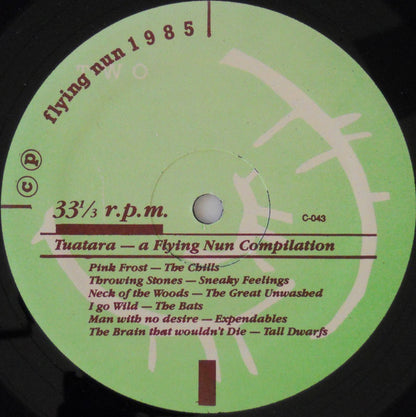 flying nun 1985
TWO
© ℗
33⅓ r.p.m.
C-043
Tuatara — a Flying Nun Compilation
Pink Frost — The Chills
Throwing Stones — Sneaky Feelings
Neck of the Woods — The Great Unwashed
I go Wild — The Bats
Man with no desire — Expendables
The Brain that wouldn't Die — Tall Dwarfs